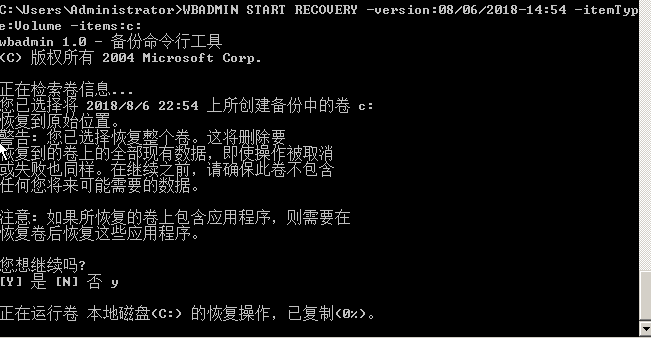 C:\Users\Administrator>WBADMIN START RECOVERY -version:08/06/2018-14:54 -itemTyp
e:Volume -items:c:
wbadmin 1.0 - 备份命令行工具
(C) 版权所有 2004 Microsoft Corp.
正在检索卷信息...
您已选择将 2018/8/6 22:54 上所创建备份中的卷 c:
恢复到原始位置。
警告: 您已选择恢复整个卷。这将删除要
恢复到的卷上的全部现有数据，即使操作被取消
或失败也同样。在继续之前，请确保此卷不包含
任何您将来可能需要的数据。
注意: 如果所恢复的卷上包含应用程序，则需要在
恢复卷后恢复这些应用程序。
您想继续吗?
[Y] 是 [N] 否 y
正在运行卷 本地磁盘(C:) 的恢复操作，已复制(0%)。